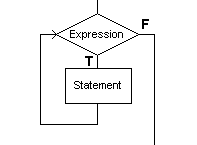 F
Expression
T
Statement